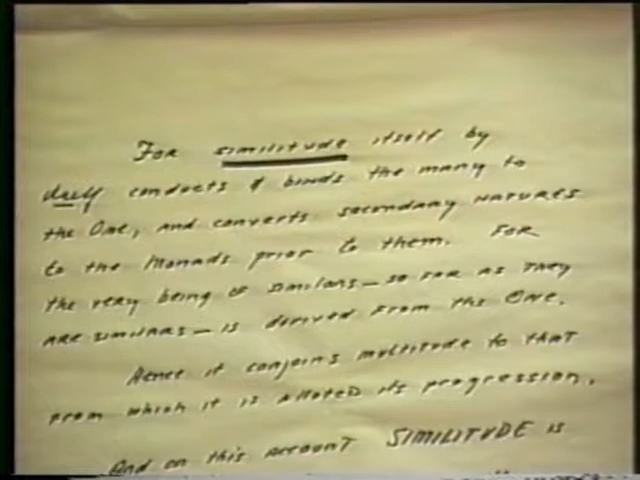 For similitude itself by
itself conducts & binds the many to
the One, and converts secondary natures
to the Monads prior to them. For
the very being of similars — so far as they
are similars — is derived from the One.
Hence it conjoins multitude to that
from which it is allotted its progression.
And on this account SIMILITUDE is